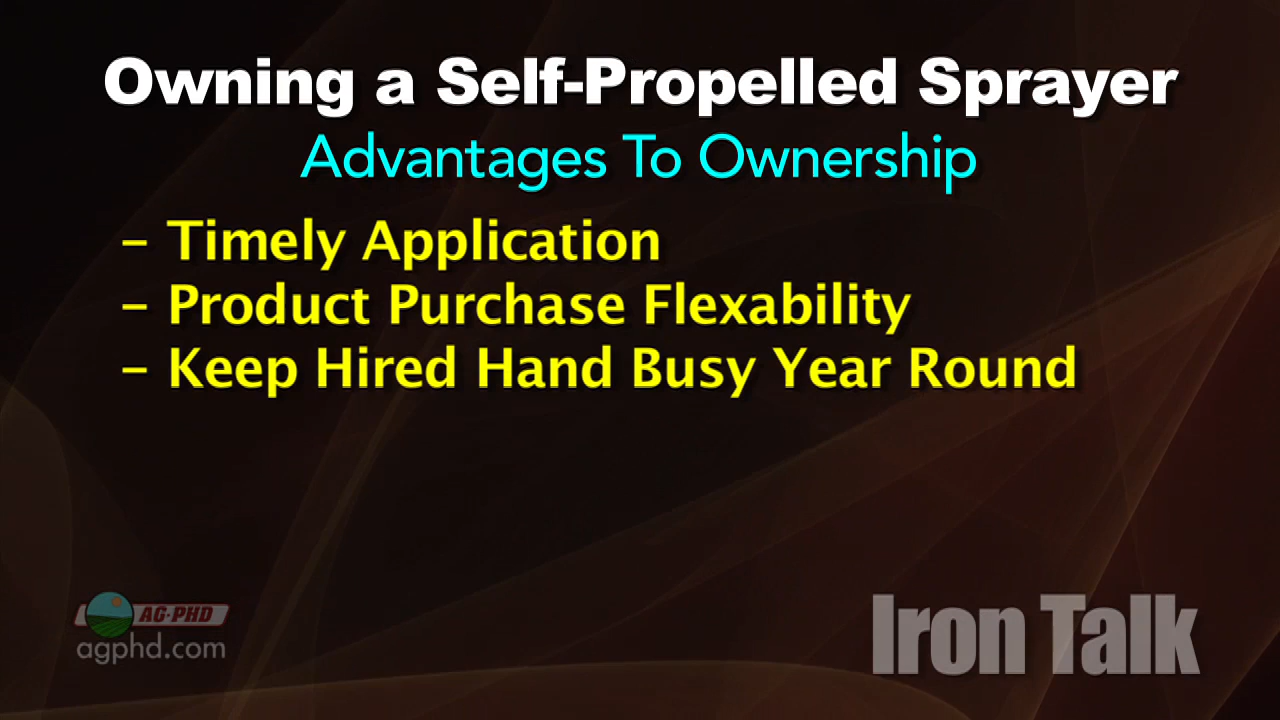 Owning a Self-Propelled Sprayer
Advantages To Ownership
- Timely Application
- Product Purchase Flexability
- Keep Hired Hand Busy Year Round
AG-PHD
agphd.com
Iron Talk